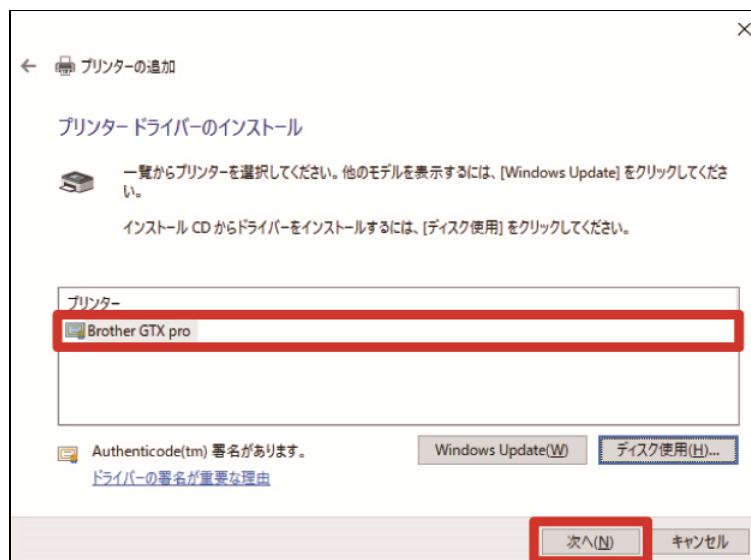 プリンターの追加
プリンター ドライバーのインストール
一覧からプリンターを選択してください。他のモデルを表示するには、[Windows Update] をクリックしてくださ
い。
インストール CD からドライバーをインストールするには、[ディスク使用] をクリックしてください。
プリンター
Brother GTX pro
Authenticode(tm) 署名があります。
ドライバーの署名が重要な理由
Windows Update(W)
ディスク使用(H)...
次へ(N)
キャンセル